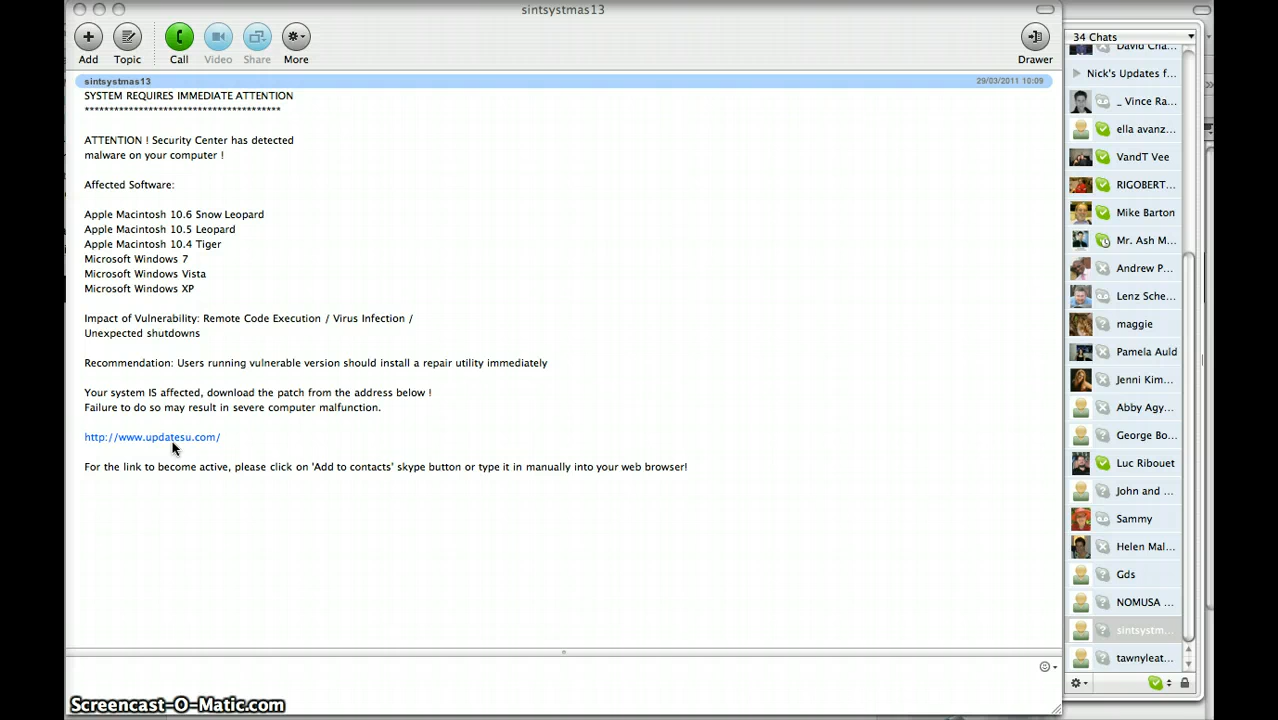 sintsystmas13
Add
Topic
Call
Video
Share
More
Drawer
sintsystmas13 29/03/2011 10:09
SYSTEM REQUIRES IMMEDIATE ATTENTION
****************************************
ATTENTION ! Security Center has detected
malware on your computer !
Affected Software:
Apple Macintosh 10.6 Snow Leopard
Apple Macintosh 10.5 Leopard
Apple Macintosh 10.4 Tiger
Microsoft Windows 7
Microsoft Windows Vista
Microsoft Windows XP
Impact of Vulnerability: Remote Code Execution / Virus Infection /
Unexpected shutdowns
Recommendation: Users running vulnerable version should install a repair utility immediately
Your system IS affected, download the patch from the address below !
Failure to do so may result in severe computer malfunction.
http://www.updatesu.com/
For the link to become active, please click on 'Add to contacts' skype button or type it in manually into your web browser!
34 Chats
David Cha...
Nick's Updates f...
_ Vince Ra...
ella avanz...
VandT Vee
RIGOBERT...
Mike Barton
Mr. Ash M...
Andrew P...
Lenz Sche...
maggie
Pamela Auld
Jenni Kim...
Abby Agy...
George Bo...
Luc Ribouet
John and ...
Sammy
Helen Mal...
Gds
NOMUSA ...
sintsystm...
tawnyleat...
Screencast-O-Matic.com